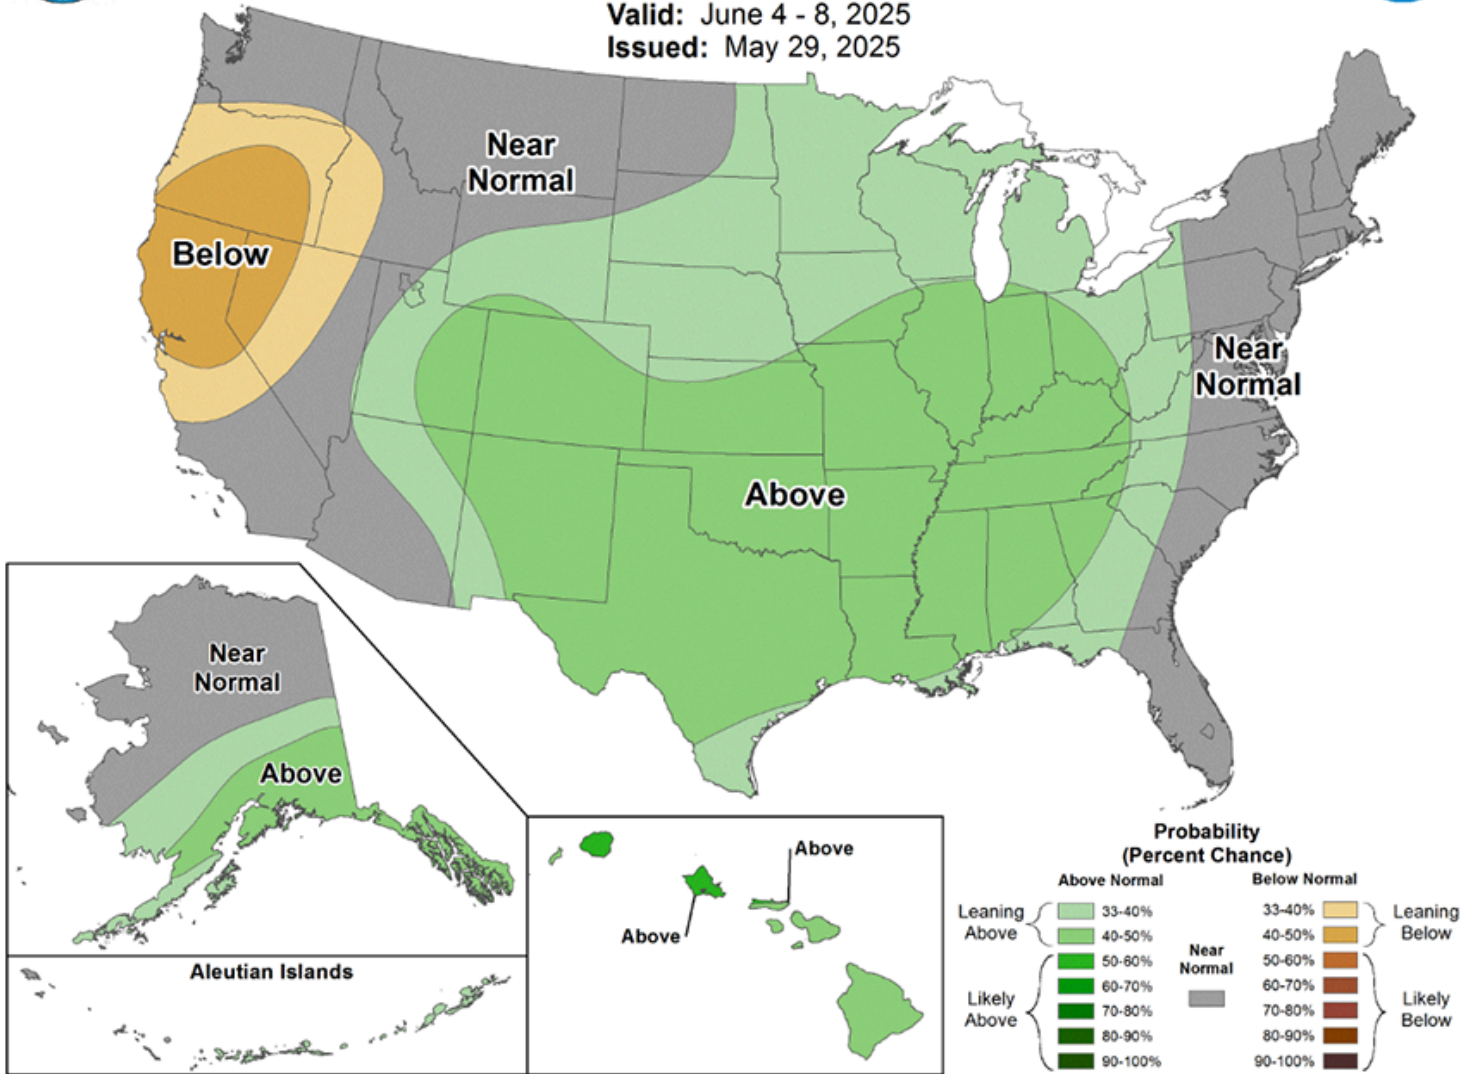 Valid: June 4 - 8, 2025
Issued: May 29, 2025
Near
Normal
Below
Near
Normal
Above
Near
Normal
Above
Above
Above
Aleutian Islands
Probability
(Percent Chance)
Above Normal
Below Normal
Leaning
Above
33-40%
40-50%
Likely
Above
50-60%
60-70%
70-80%
80-90%
90-100%
Near
Normal
33-40%
40-50%
Leaning
Below
50-60%
60-70%
70-80%
80-90%
90-100%
Likely
Below